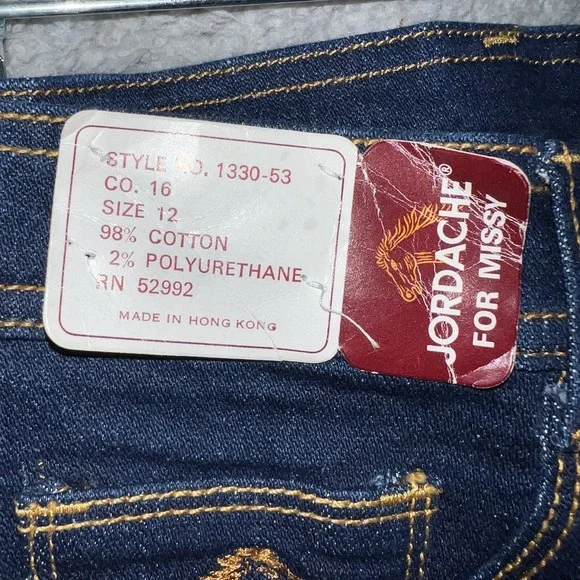 STYLE NO. 1330-53
CO. 16
SIZE 12
98% COTTON
2% POLYURETHANE
RN 52992
MADE IN HONG KONG
JORDACHE®
FOR MISSY